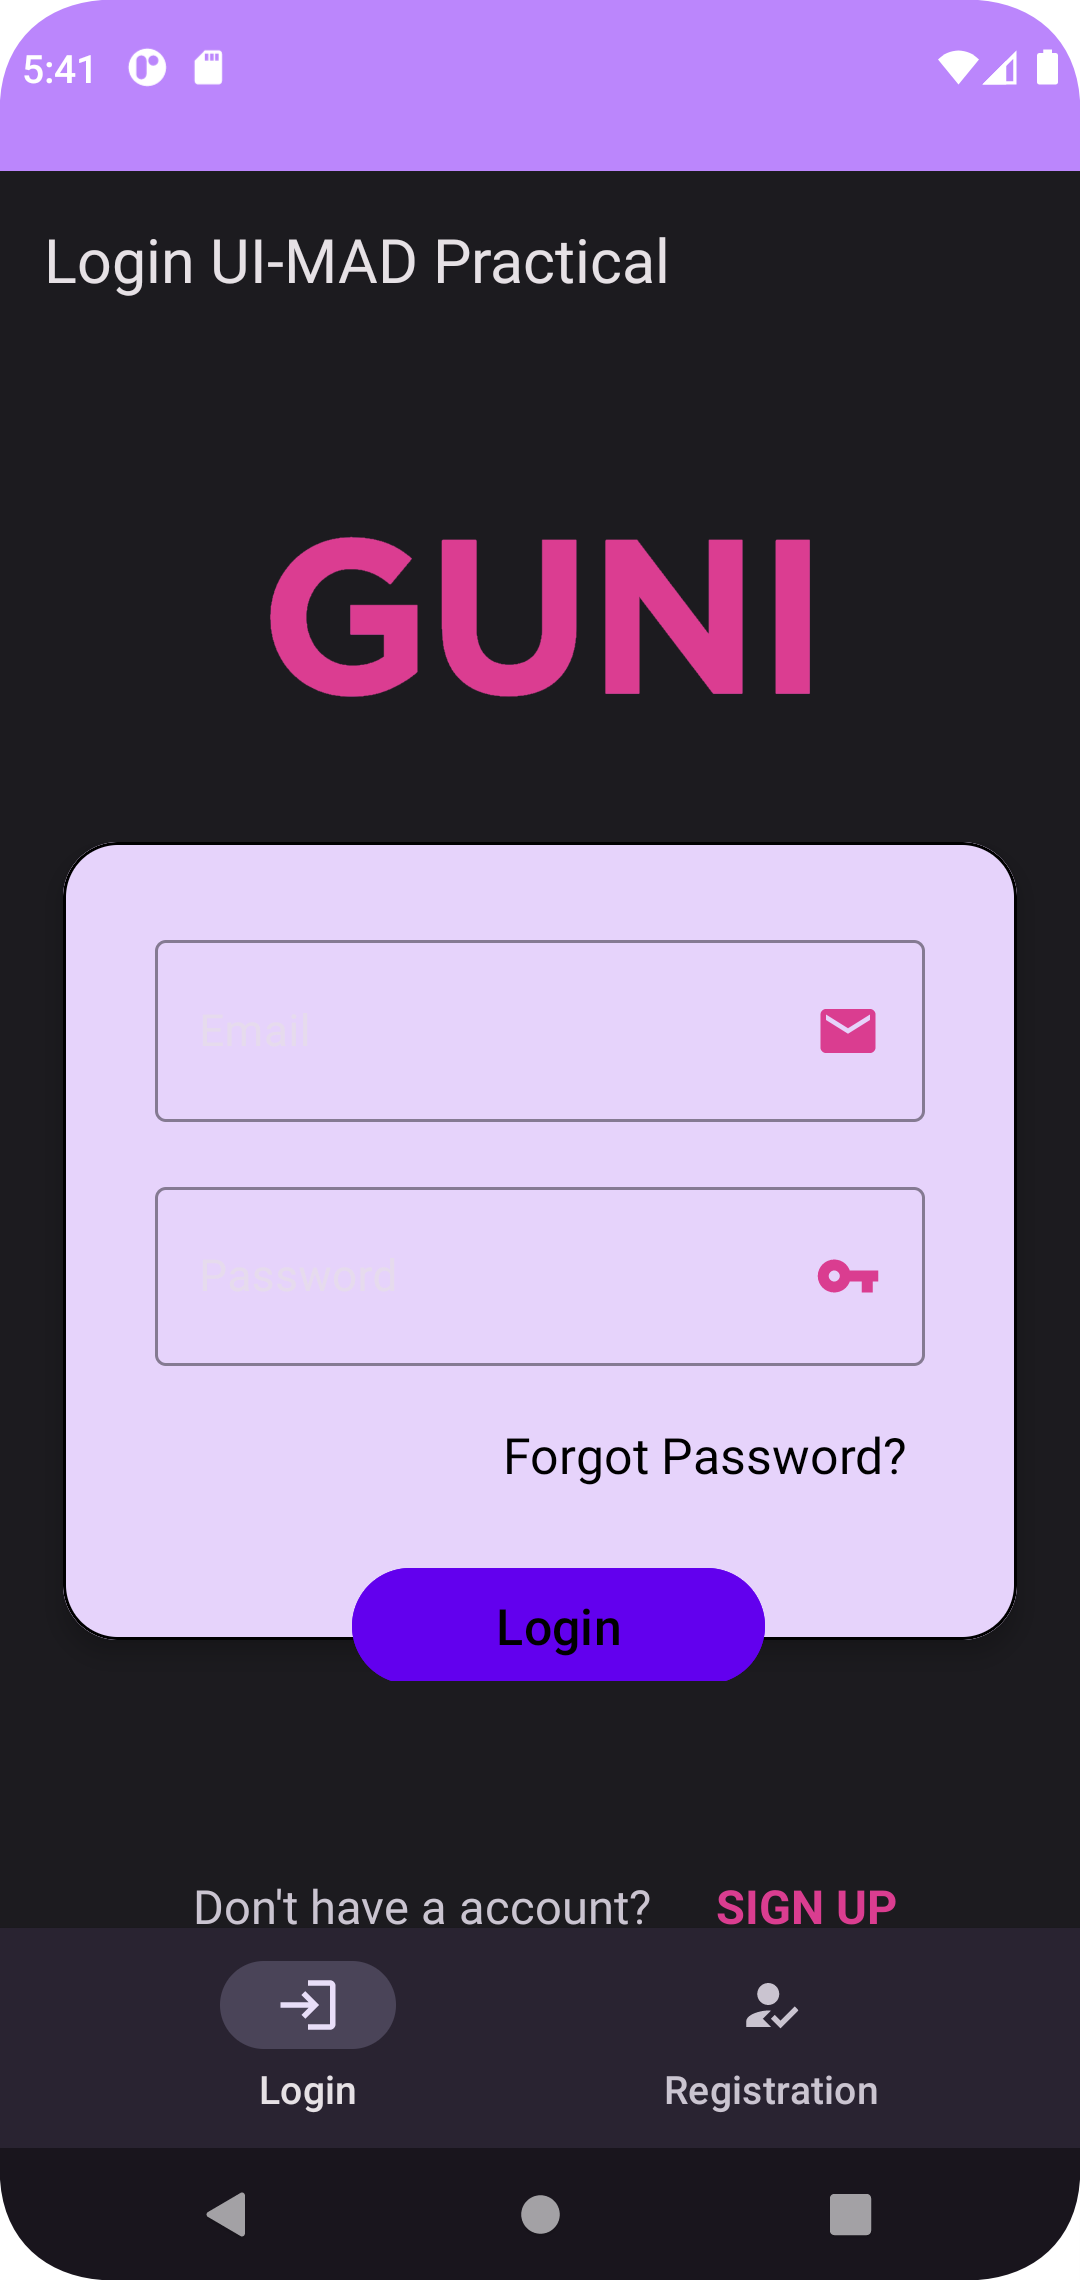 5:41
Login UI-MAD Practical
GUNI
Email
Password
Forgot Password?
Login
Don't have a account? SIGN UP
Login Registration